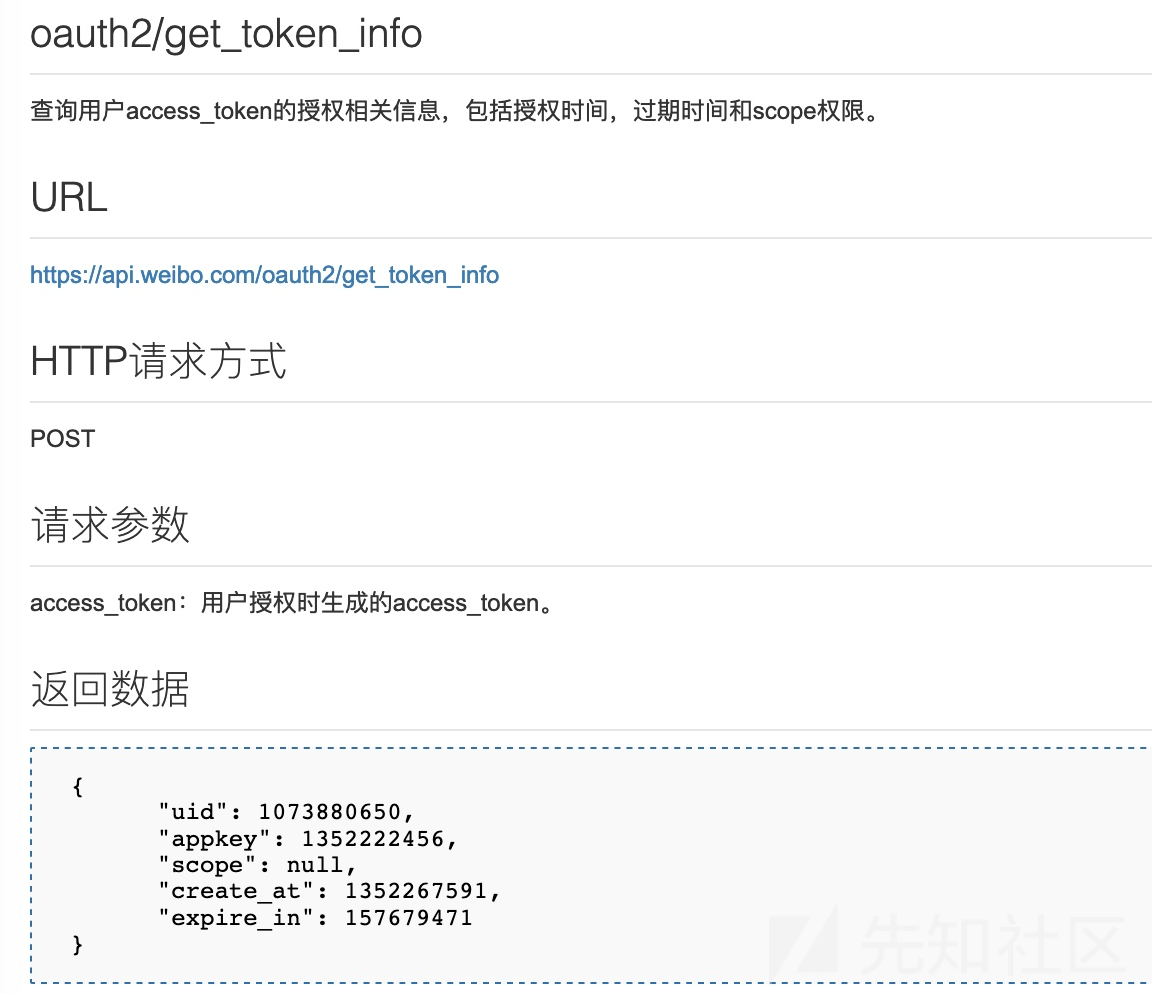 oauth2/get_token_info
查询用户access_token的授权相关信息，包括授权时间，过期时间和scope权限。
URL
https://api.weibo.com/oauth2/get_token_info
HTTP请求方式
POST
请求参数
access_token：用户授权时生成的access_token。
返回数据
{
"uid": 1073880650,
"appkey": 1352222456,
"scope": null,
"create_at": 1352267591,
"expire_in": 157679471
}
先知社区